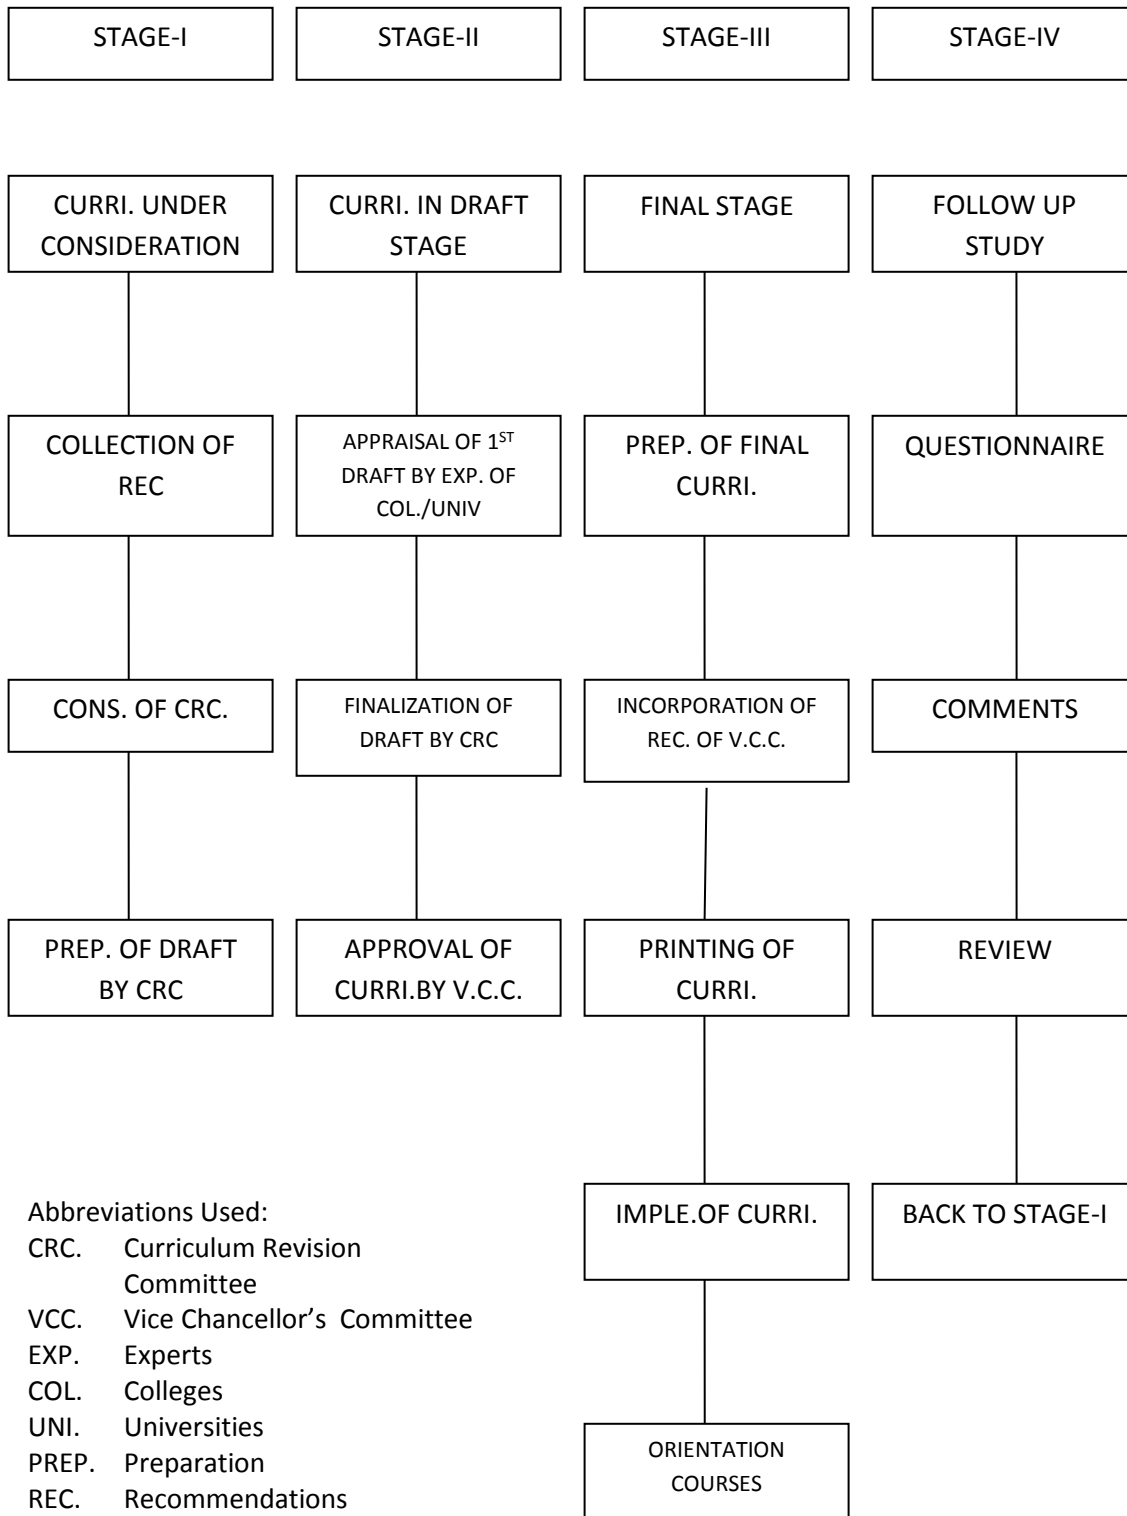 STAGE-I
STAGE-II
STAGE-III
STAGE-IV
CURRI. UNDER
CONSIDERATION
CURRI. IN DRAFT
STAGE
FINAL STAGE
FOLLOW UP
STUDY
COLLECTION OF
REC
APPRAISAL OF 1ST
DRAFT BY EXP. OF
COL./UNIV
PREP. OF FINAL
CURRI.
QUESTIONNAIRE
CONS. OF CRC.
FINALIZATION OF
DRAFT BY CRC
INCORPORATION OF
REC. OF V.C.C.
COMMENTS
PREP. OF DRAFT
BY CRC
APPROVAL OF
CURRI.BY V.C.C.
PRINTING OF
CURRI.
REVIEW
IMPLE.OF CURRI.
BACK TO STAGE-I
ORIENTATION
COURSES
Abbreviations Used:
CRC. Curriculum Revision
Committee
VCC. Vice Chancellor’s Committee
EXP. Experts
COL. Colleges
UNI. Universities
PREP. Preparation
REC. Recommendations